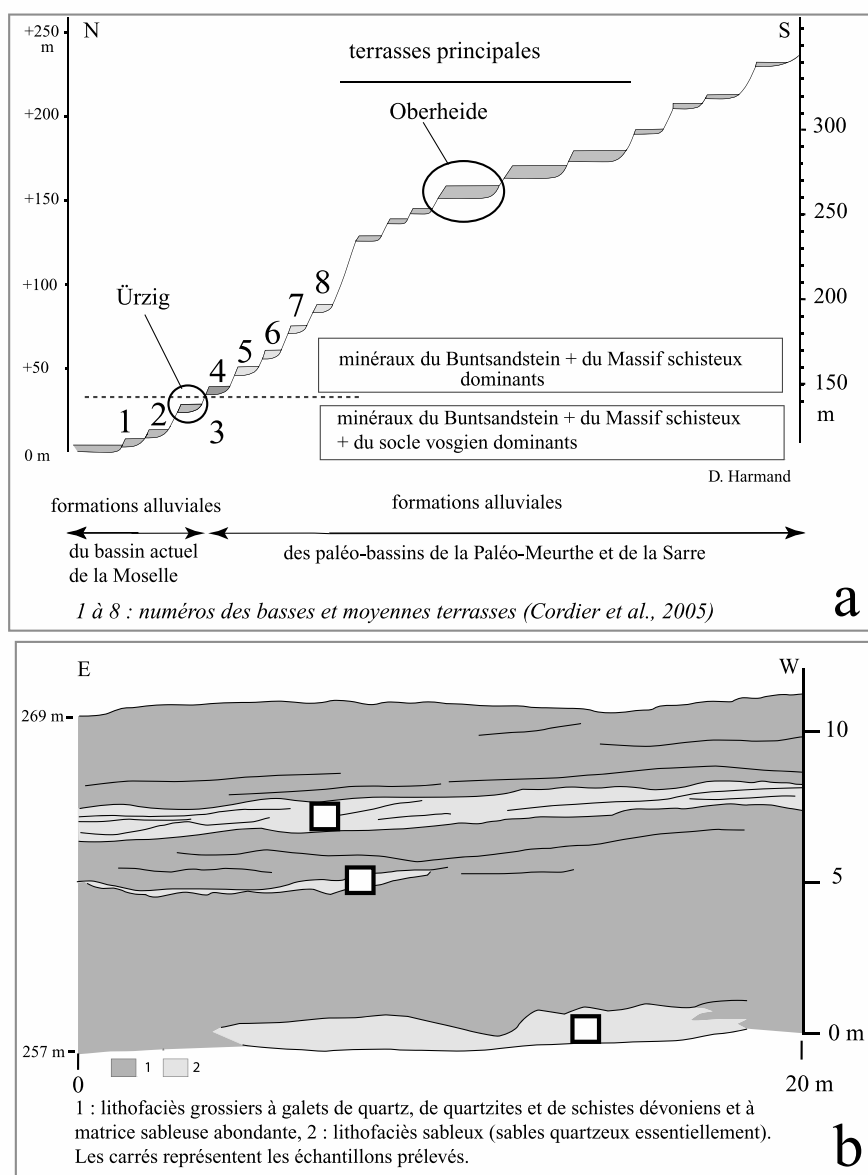 +250
m
N
S
terrasses principales
Oberheide
+200
300
+150
250
+100
8
200
7
Ürzig
6
5
+50
4
minéraux du Buntsandstein + du Massif schisteux
dominants
150
m
1
2
3
minéraux du Buntsandstein + du Massif schisteux
+ du socle vosgien dominants
0 m
D. Harmand
formations alluviales
formations alluviales
du bassin actuel
de la Moselle
des paléo-bassins de la Paléo-Meurthe et de la Sarre
1 à 8 : numéros des basses et moyennes terrasses (Cordier et al., 2005)
a
E
W
269 m
10
5
0 m
257 m
1
2
0
20 m
1 : lithofaciès grossiers à galets de quartz, de quartzites et de schistes dévoniens et à
matrice sableuse abondante, 2 : lithofaciès sableux (sables quartzeux essentiellement).
Les carrés représentent les échantillons prélevés.
b